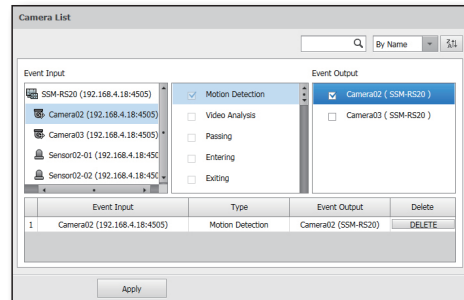 Camera List
By Name
Event Input
Event Output
SSM-RS20 (192.168.4.18:4505)
Camera02 (192.168.4.18:4505)
Camera03 (192.168.4.18:4505)
Sensor02-01 (192.168.4.18:450
Sensor02-02 (192.168.4.18:450
Motion Detection
Video Analysis
Passing
Entering
Exiting
Camera02 ( SSM-RS20 )
Camera03 ( SSM-RS20 )
Event Input Type Event Output Delete
1 Camera02 (192.168.4.18:4505) Motion Detection Camera02 (SSM-RS20) DELETE
Apply